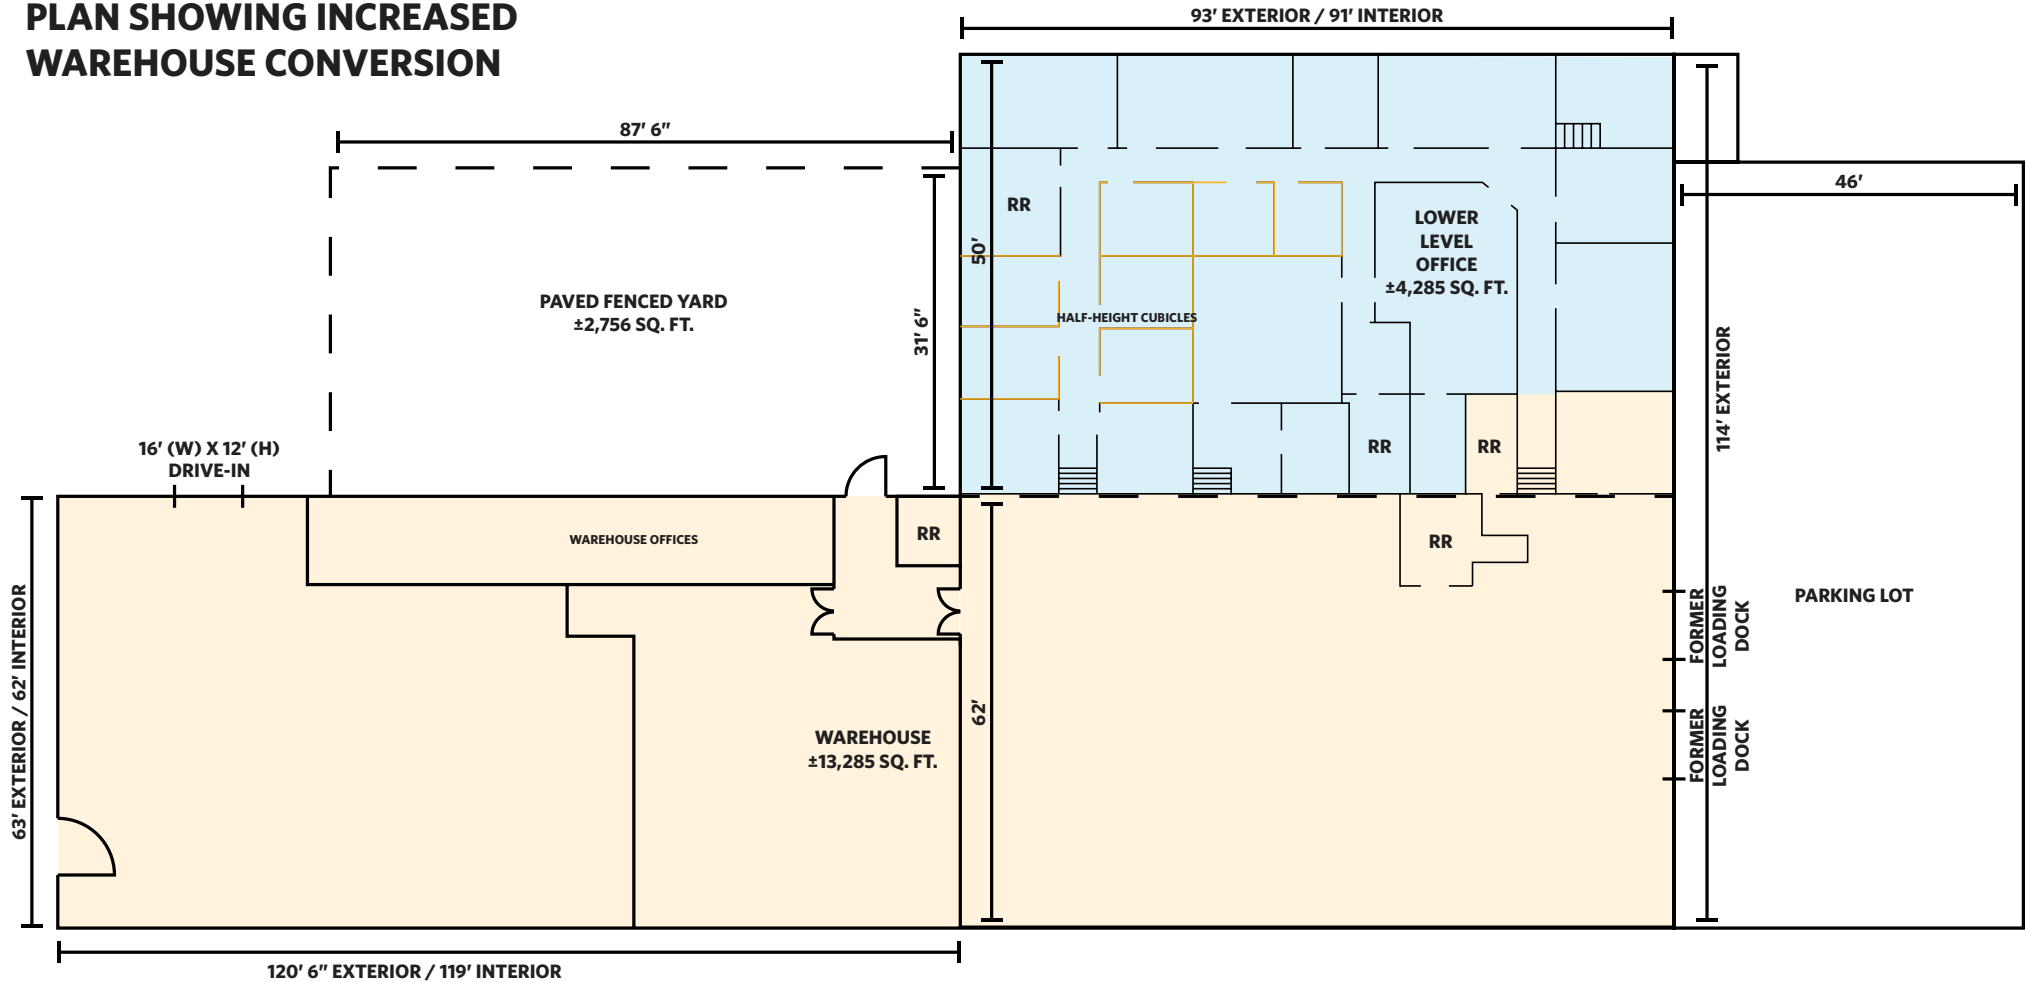 PLAN SHOWING INCREASED
WAREHOUSE CONVERSION
93′ EXTERIOR / 91′ INTERIOR
87′ 6″
46′
RR
LOWER
LEVEL
OFFICE
±4,285 SQ. FT.
50′
PAVED FENCED YARD
±2,756 SQ. FT.
31′ 6″
HALF-HEIGHT CUBICLES
114′ EXTERIOR
16′ (W) X 12′ (H)
DRIVE-IN
RR
RR
WAREHOUSE OFFICES
RR
RR
PARKING LOT
FORMER
LOADING
DOCK
63′ EXTERIOR / 62′ INTERIOR
62′
WAREHOUSE
±13,285 SQ. FT.
FORMER
LOADING
DOCK
120′ 6″ EXTERIOR / 119′ INTERIOR